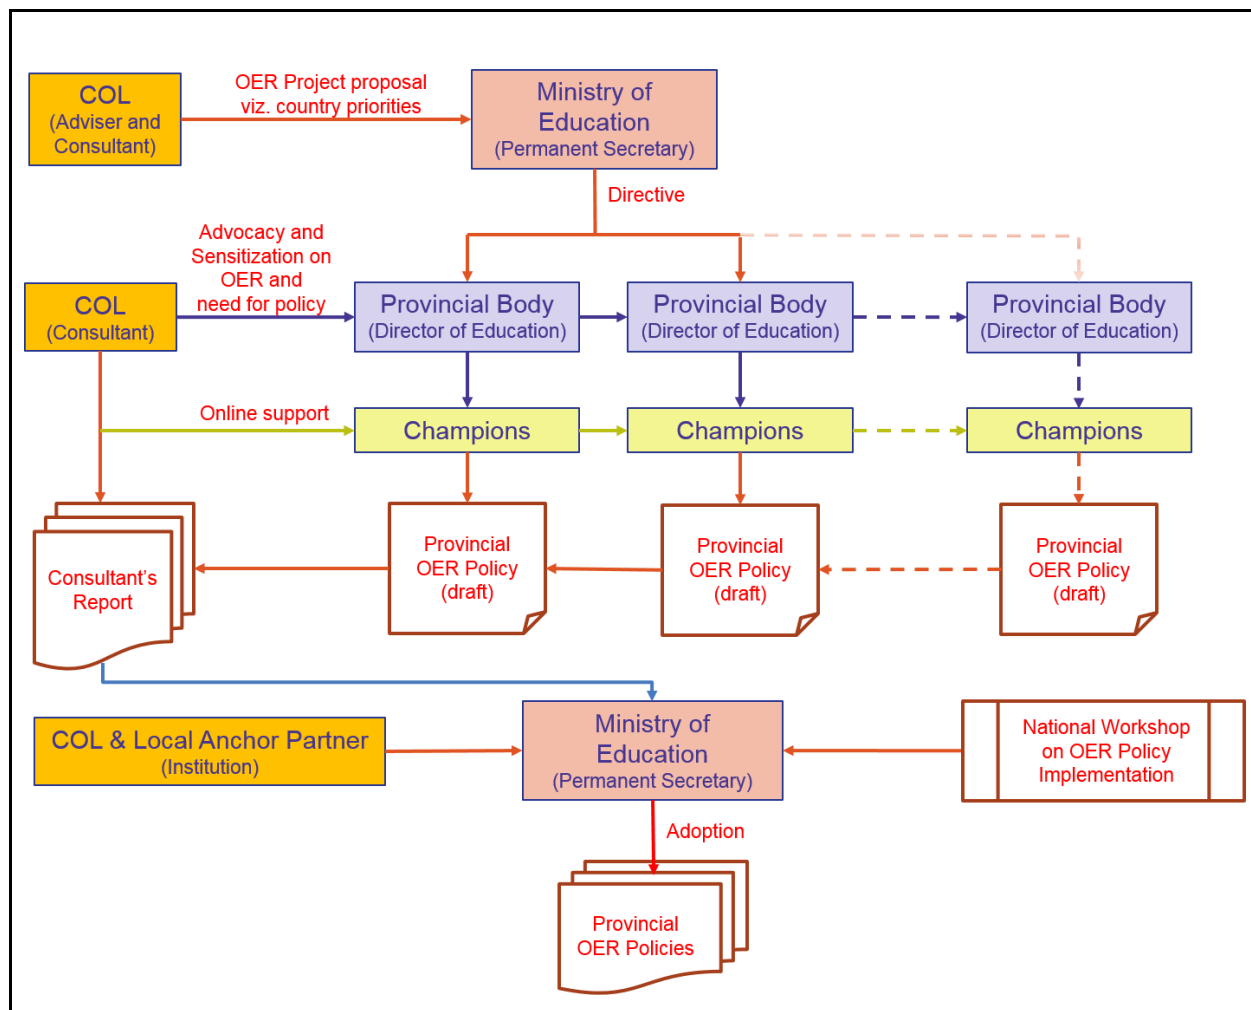 COL
(Adviser and
Consultant)
OER Project proposal
viz. country priorities
Ministry of
Education
(Permanent Secretary)
Directive
Advocacy and
Sensitization on
OER and
need for policy
COL
(Consultant)
Provincial Body
(Director of Education)
Provincial Body
(Director of Education)
Provincial Body
(Director of Education)
Online support
Champions
Champions
Champions
Consultant's
Report
Provincial
OER Policy
(draft)
Provincial
OER Policy
(draft)
Provincial
OER Policy
(draft)
COL & Local Anchor Partner
(Institution)
Ministry of
Education
(Permanent Secretary)
National Workshop
on OER Policy
Implementation
Adoption
Provincial
OER Policies